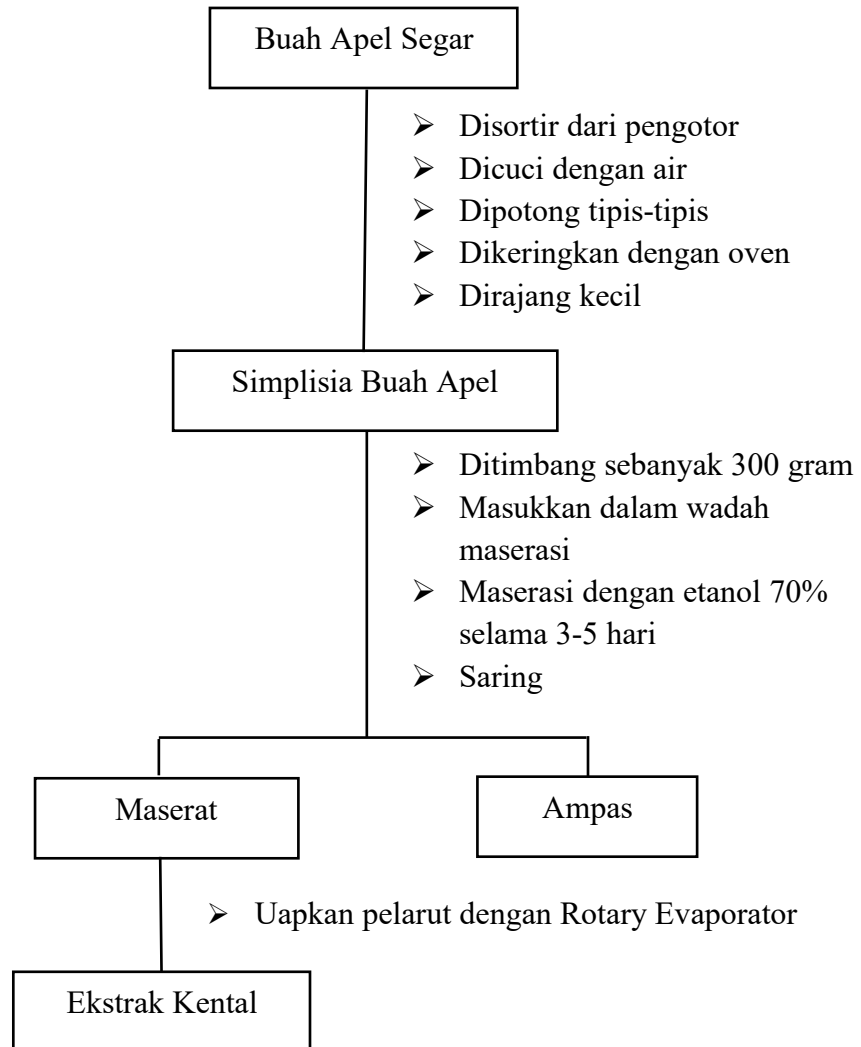 Buah Apel Segar
➢ Disortir dari pengotor
➢ Dicuci dengan air
➢ Dipotong tipis-tipis
➢ Dikeringkan dengan oven
➢ Dirajang kecil
Simplisia Buah Apel
➢ Ditimbang sebanyak 300 gram
➢ Masukkan dalam wadah
maserasi
➢ Maserasi dengan etanol 70%
selama 3-5 hari
➢ Saring
Maserat
Ampas
➢ Uapkan pelarut dengan Rotary Evaporator
Ekstrak Kental